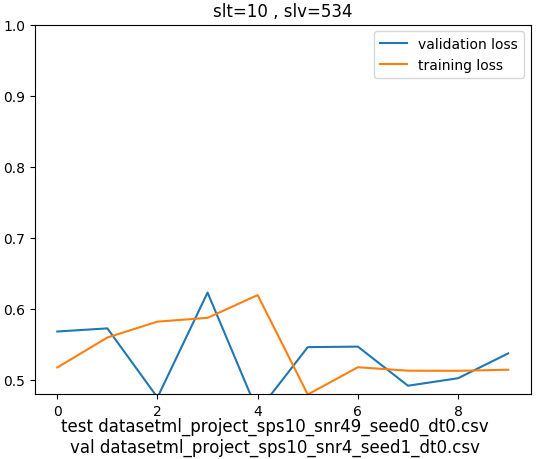 slt=10 , slv=534
1.0
validation loss
training loss
0.9
0.8
0.7
0.6
0.5
0 2 4 6 8
test datasetml_project_sps10_snr49_seed0_dt0.csv
val datasetml_project_sps10_snr4_seed1_dt0.csv